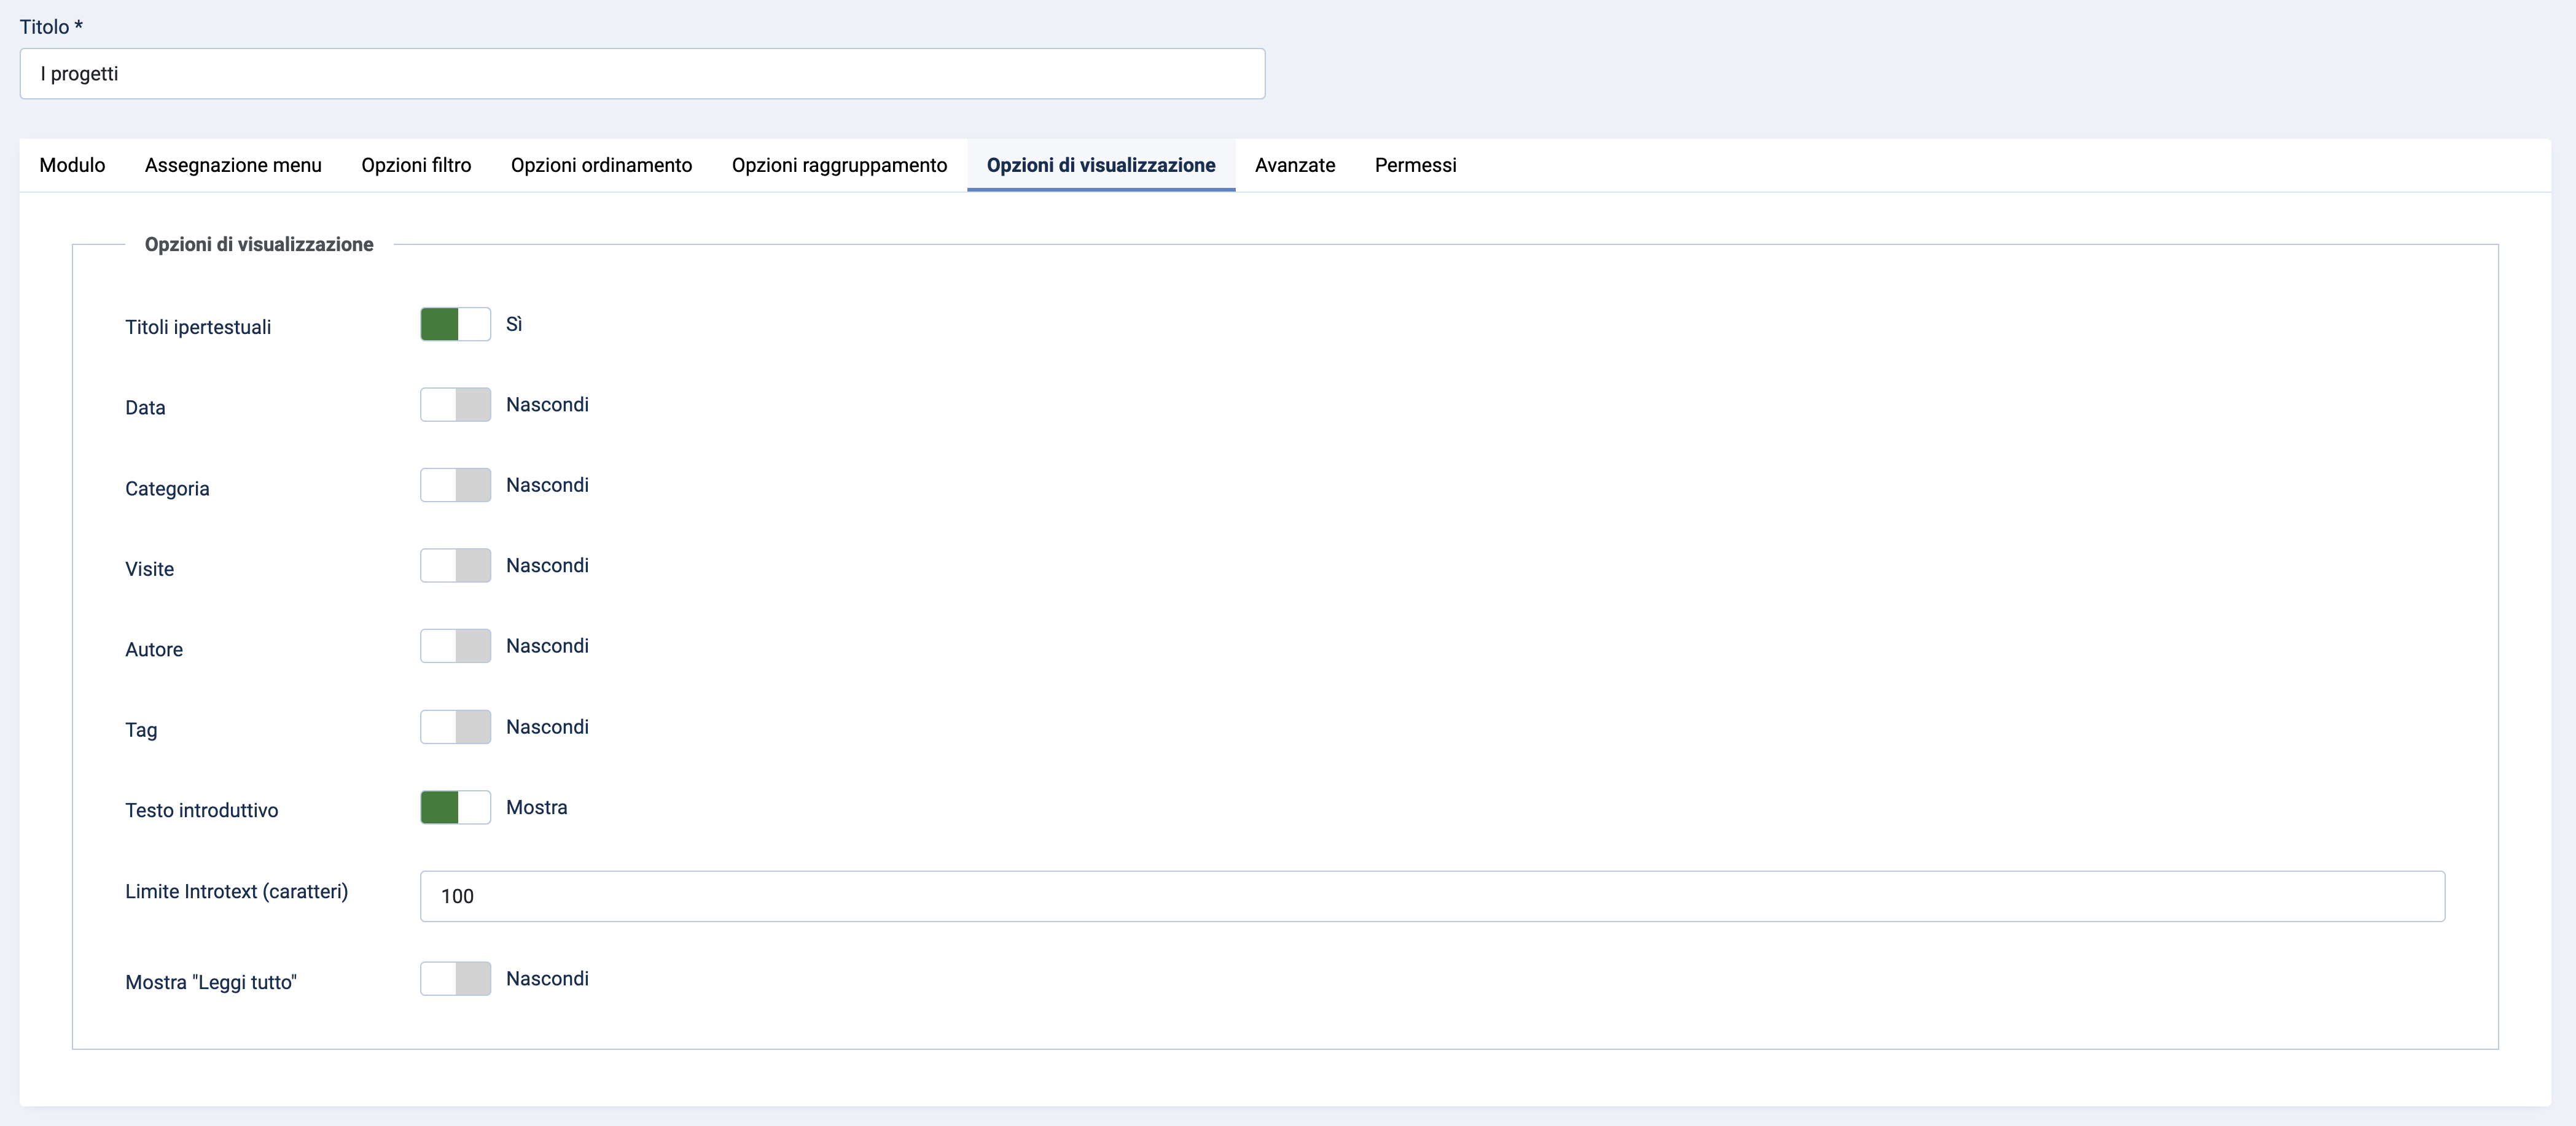 Titolo *
I progetti
Modulo Assegnazione menu Opzioni filtro Opzioni ordinamento Opzioni raggruppamento Opzioni di visualizzazione Avanzate Permessi
Opzioni di visualizzazione
Titoli ipertestuali Sì
Data Nascondi
Categoria Nascondi
Visite Nascondi
Autore Nascondi
Tag Nascondi
Testo introduttivo Mostra
Limite Introtext (caratteri) 100
Mostra "Leggi tutto" Nascondi